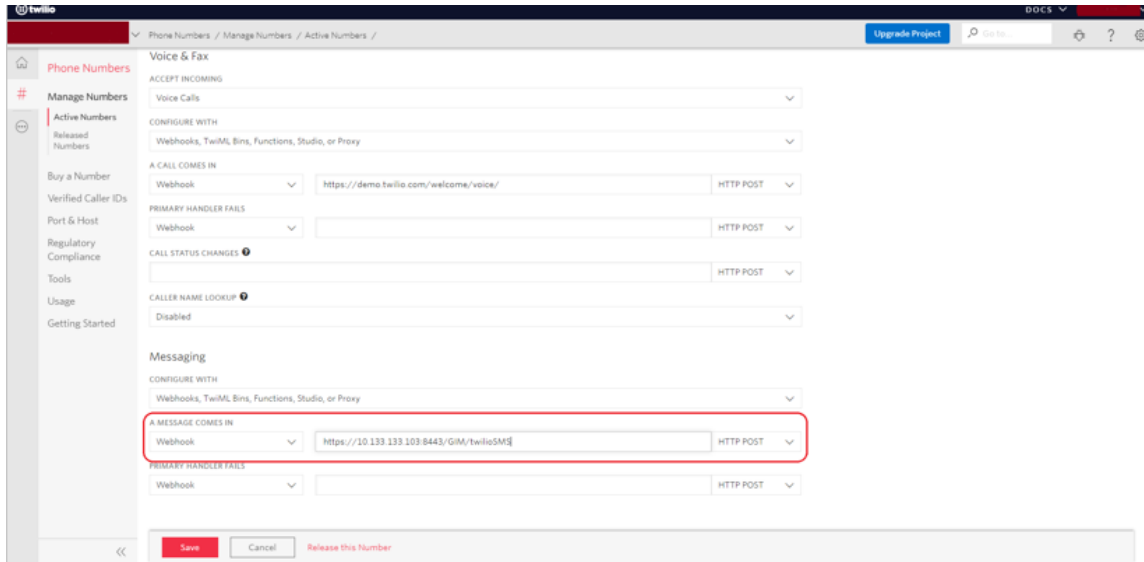 twilio
DOCS
Phone Numbers / Manage Numbers / Active Numbers /
Upgrade Project
Go to...
?
Phone Numbers
#
Manage Numbers
Active Numbers
Released
Numbers
Buy a Number
Verified Caller IDs
Port & Host
Regulatory
Compliance
Tools
Usage
Getting Started
Voice & Fax
ACCEPT INCOMING
Voice Calls
CONFIGURE WITH
Webhooks, TwiML Bins, Functions, Studio, or Proxy
A CALL COMES IN
Webhook https://demo.twilio.com/welcome/voice/ HTTP POST
PRIMARY HANDLER FAILS
Webhook HTTP POST
CALL STATUS CHANGES ?
HTTP POST
CALLER NAME LOOKUP ?
Disabled
Messaging
CONFIGURE WITH
Webhooks, TwiML Bins, Functions, Studio, or Proxy
A MESSAGE COMES IN
Webhook https://10.133.133.103:8443/GIM/twilioSMS HTTP POST
PRIMARY HANDLER FAILS
Webhook HTTP POST
Save Cancel Release this Number